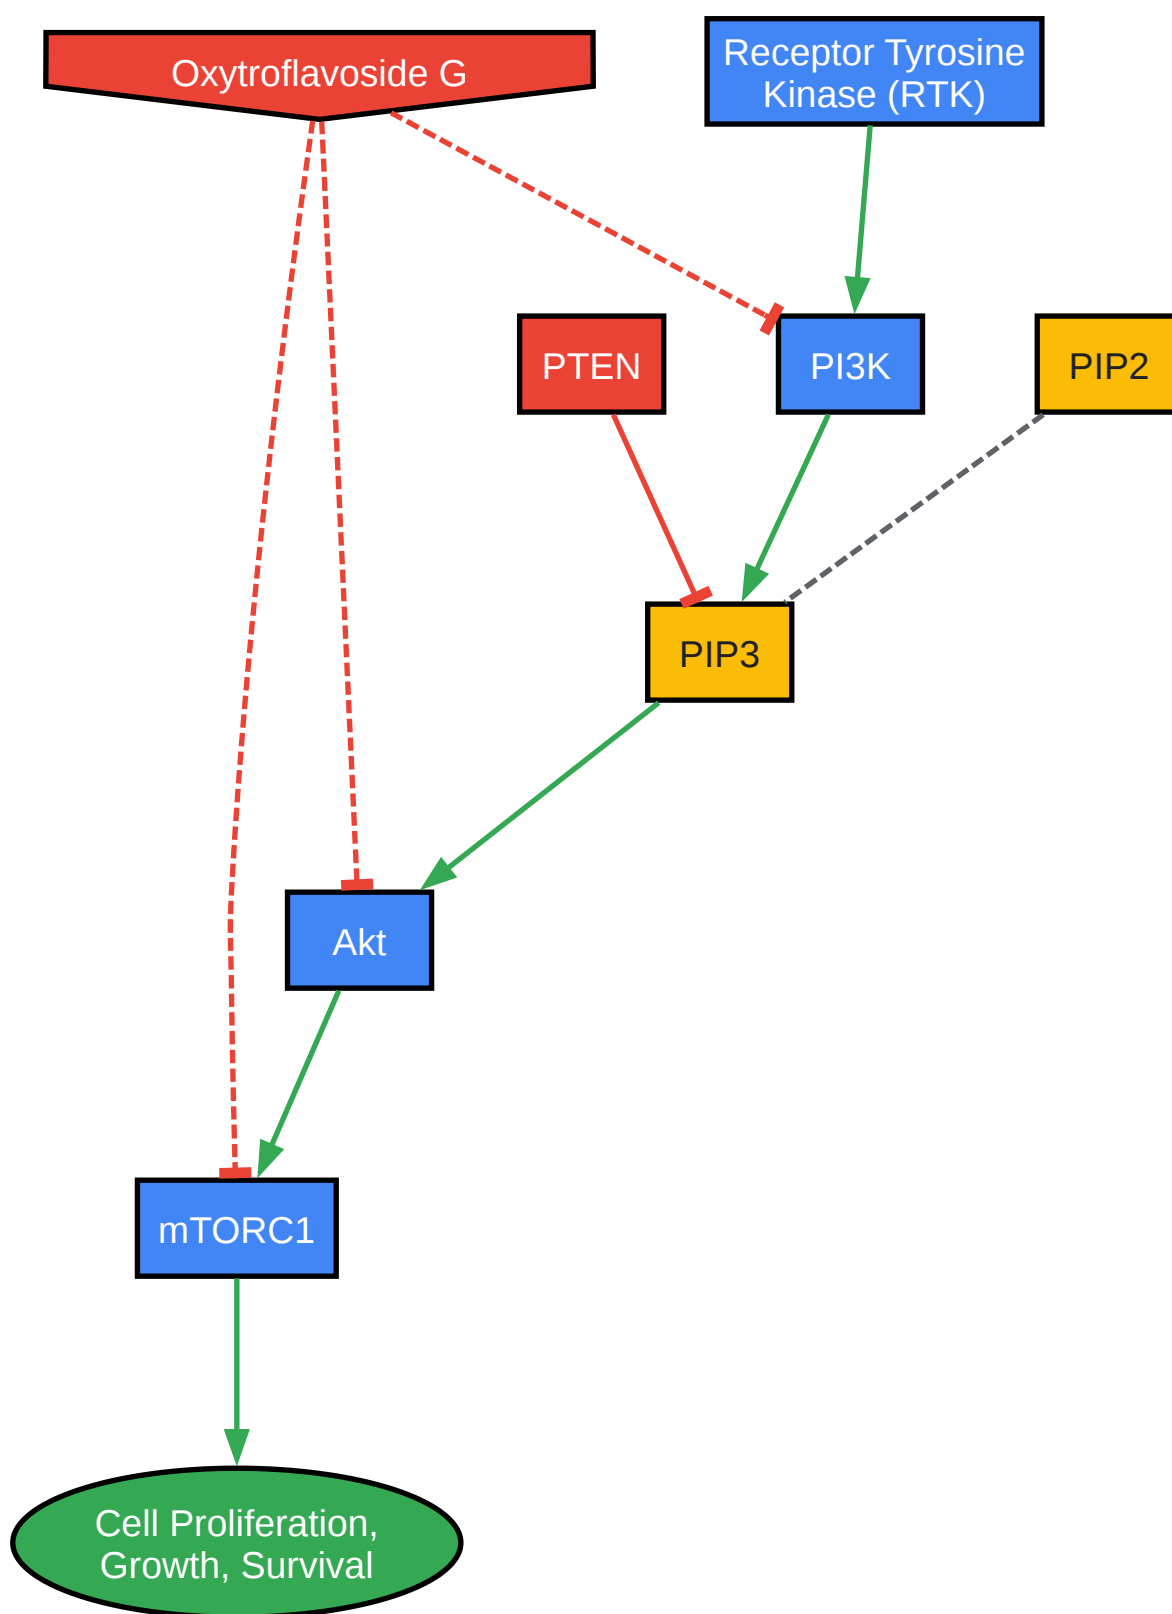 Oxytroflavoside G
Receptor Tyrosine
Kinase (RTK)
PTEN
PI3K
PIP2
PIP3
Akt
mTORC1
Cell Proliferation,
Growth, Survival